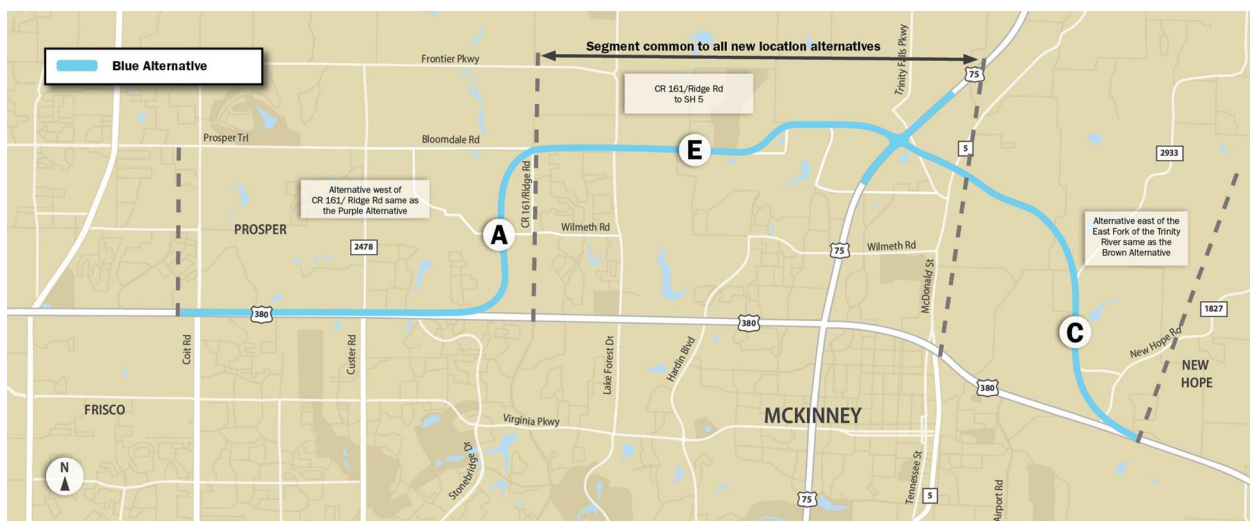 Blue Alternative
Segment common to all new location alternatives
Frontier Pkwy
Trinity Falls Pkwy
75
CR 161/Ridge Rd
to SH 5
Prosper Trl
Bloomdale Rd
E
5
2933
Alternative west of
CR 161/ Ridge Rd same as
the Purple Alternative
CR 161/Ridge Rd
PROSPER
A
Wilmeth Rd
2478
75
Wilmeth Rd
McDonald St
Alternative east of the
East Fork of the Trinity
River same as the
Brown Alternative
380
380
C
1827
New Hope Rd
Coit Rd
Custer Rd
Lake Forest Dr
Hardin Blvd
NEW
HOPE
380
FRISCO
Virginia Pkwy
MCKINNEY
N
Stonebridge Dr
75
Tennessee St
5
Airport Rd